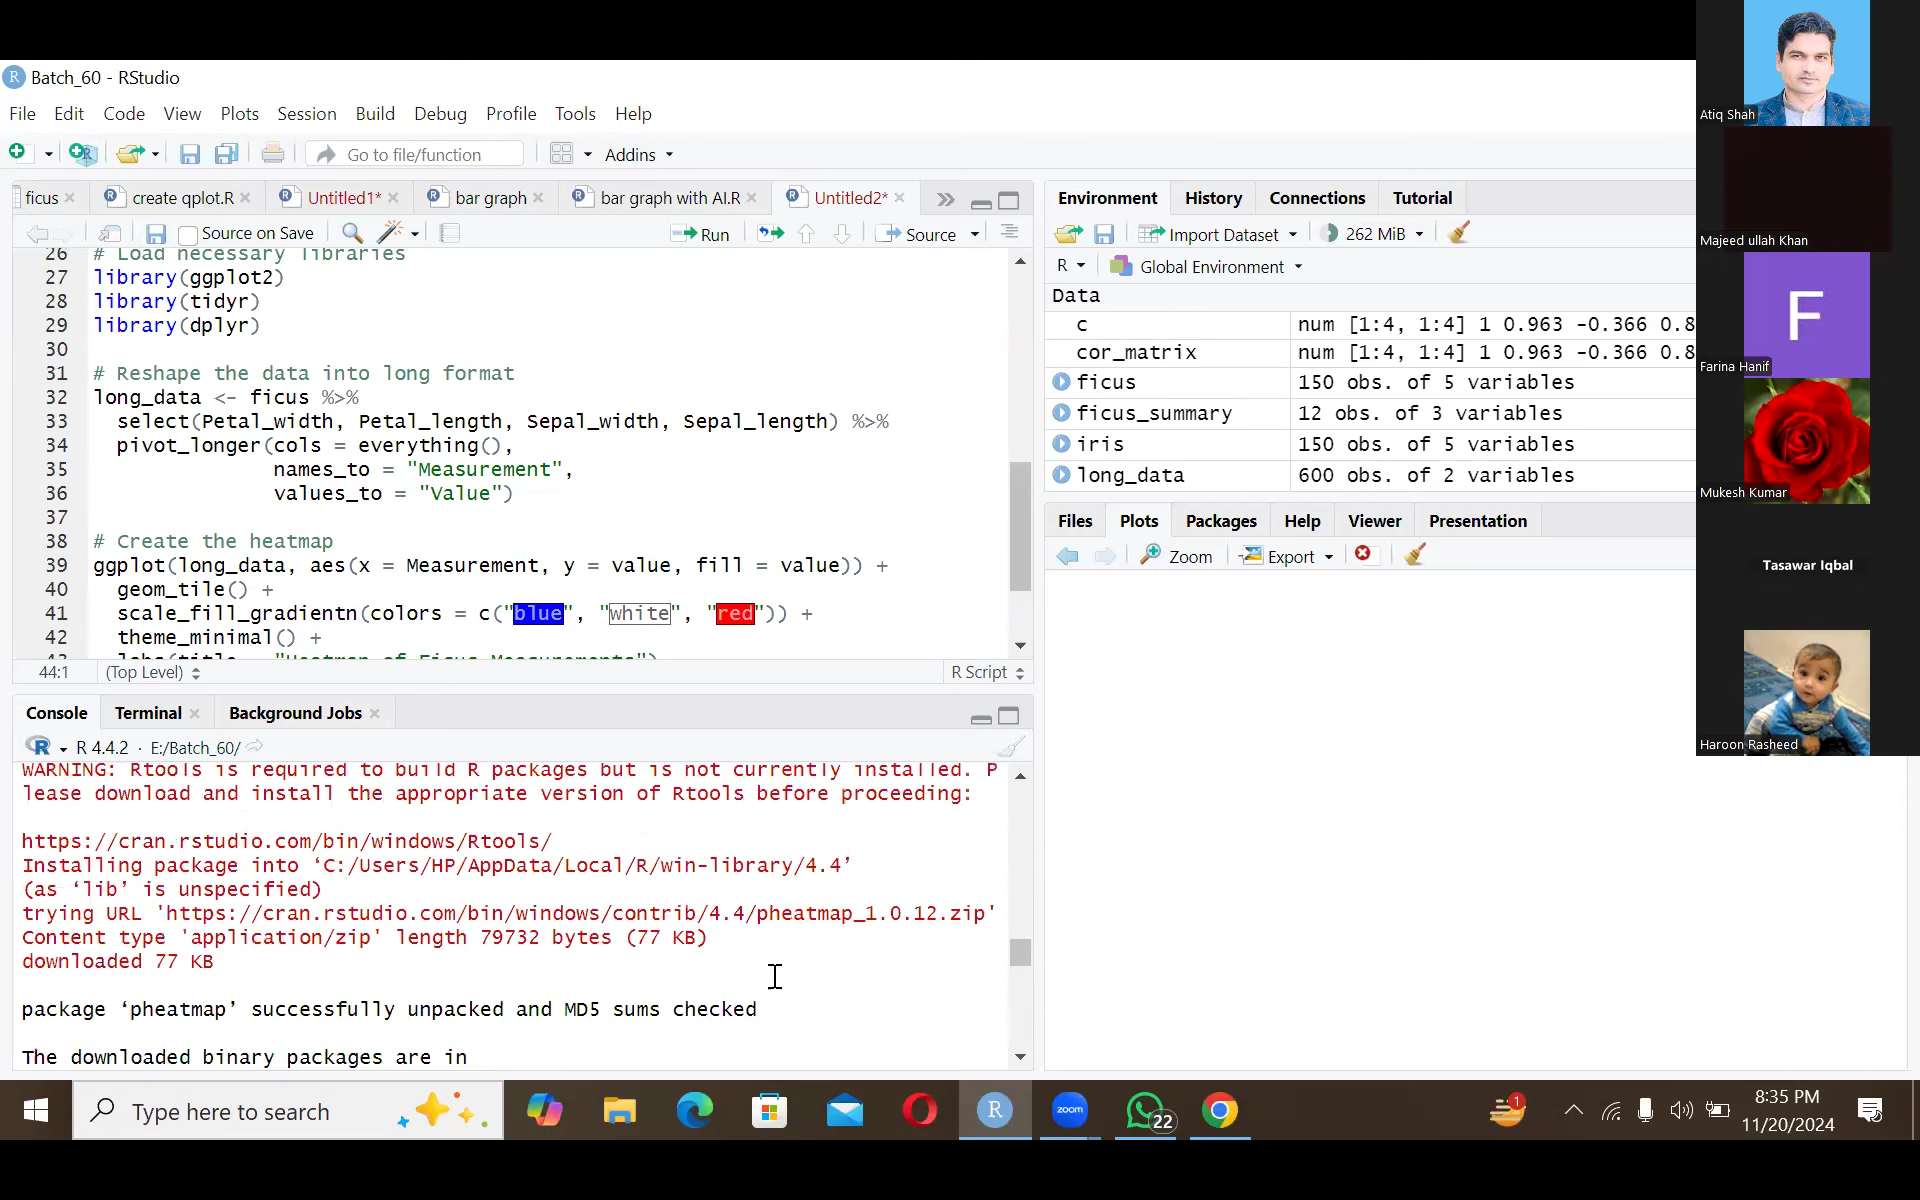 Batch_60 - RStudio
File Edit Code View Plots Session Build Debug Profile Tools Help
Go to file/function
Addins
ficus
create qplot.R
Untitled1*
bar graph
bar graph with AI.R
Untitled2*
Source on Save
Run
Source
26 # Load necessary libraries
27 library(ggplot2)
28 library(tidyr)
29 library(dplyr)
30
31 # Reshape the data into long format
32 long_data <- ficus %>%
33 select(Petal_width, Petal_length, Sepal_width, Sepal_length) %>%
34 pivot_longer(cols = everything(),
35 names_to = "Measurement",
36 values_to = "Value")
37
38 # Create the heatmap
39 ggplot(long_data, aes(x = Measurement, y = value, fill = value)) +
40 geom_tile() +
41 scale_fill_gradientn(colors = c("blue", "white", "red")) +
42 theme_minimal() +
43 labs(title = "Heatmap of Ficus Measurements")
44:1 (Top Level) R Script
Console Terminal Background Jobs
R 4.4.2 · E:/Batch_60/
WARNING: Rtools is required to build R packages but is not currently installed. P
lease download and install the appropriate version of Rtools before proceeding:
https://cran.rstudio.com/bin/windows/Rtools/
Installing package into ‘C:/Users/HP/AppData/Local/R/win-library/4.4’
(as ‘lib’ is unspecified)
trying URL 'https://cran.rstudio.com/bin/windows/contrib/4.4/pheatmap_1.0.12.zip'
Content type 'application/zip' length 79732 bytes (77 KB)
downloaded 77 KB
package ‘pheatmap’ successfully unpacked and MD5 sums checked
The downloaded binary packages are in
Environment History Connections Tutorial
Import Dataset 262 MiB
R Global Environment
Data
c num [1:4, 1:4] 1 0.963 -0.366 0.8
cor_matrix num [1:4, 1:4] 1 0.963 -0.366 0.8
ficus 150 obs. of 5 variables
ficus_summary 12 obs. of 3 variables
iris 150 obs. of 5 variables
long_data 600 obs. of 2 variables
Files Plots Packages Help Viewer Presentation
Zoom Export
Atiq Shah
Majeed ullah Khan
F
Farina Hanif
Mukesh Kumar
Tasawar Iqbal
Haroon Rasheed
Type here to search
zoom
22
1
8:35 PM
11/20/2024